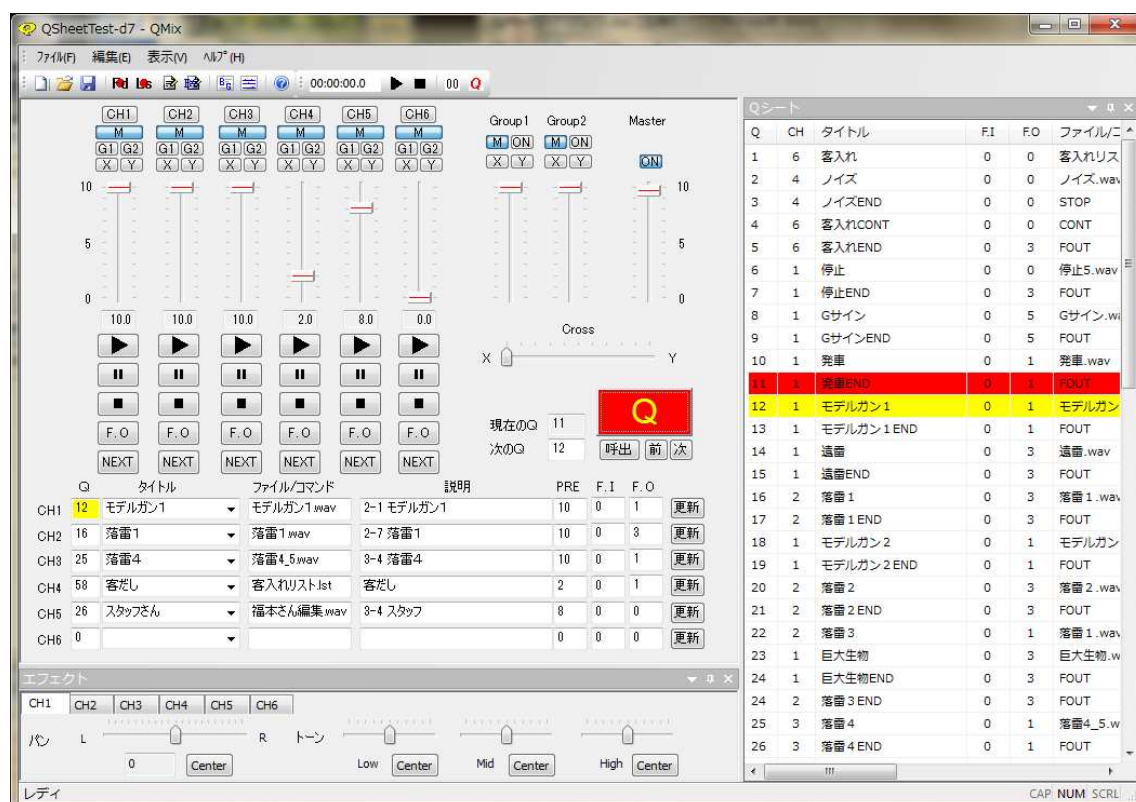 QSheetTest-d7 - QMix
ファイル(F) 編集(E) 表示(V) ヘルプ(H)
00:00:00.0 00 Q
CH1 CH2 CH3 CH4 CH5 CH6 Group1 Group2 Master
M M M M M M M ON M ON
G1 G2 G1 G2 G1 G2 G1 G2 G1 G2 G1 G2
X Y X Y X Y X Y X Y X Y X Y X Y ON
10 10
5 5
0 0
10.0 10.0 10.0 2.0 8.0 0.0
Cross
X Y
Q
F.O F.O F.O F.O F.O F.O
現在のQ 11
次のQ 12 呼出 前 次
NEXT NEXT NEXT NEXT NEXT NEXT
Q タイトル ファイル/コマンド 説明 PRE F.I F.O
CH1 12 モデルガン1 モデルガン1.wav 2-1 モデルガン1 10 0 1 更新
CH2 16 落雷1 落雷1.wav 2-7 落雷1 10 0 3 更新
CH3 25 落雷4 落雷4_5.wav 3-4 落雷4 10 0 1 更新
CH4 58 客だし 客入れリスト.lst 客だし 2 0 1 更新
CH5 26 スタッフさん 福本さん編集.wav 3-4 スタッフ 8 0 0 更新
CH6 0 0 0 0 更新
エフェクト
CH1 CH2 CH3 CH4 CH5 CH6
パン L R トーン
0 Center Low Center Mid Center High Center
レディ
Qシート
Q CH タイトル F.I F.O ファイル/コ
1 6 客入れ 0 0 客入れリス
2 4 ノイズ 0 0 ノイズ.wav
3 4 ノイズEND 0 0 STOP
4 6 客入れCONT 0 0 CONT
5 6 客入れEND 0 3 FOUT
6 1 停止 0 0 停止5.wav
7 1 停止END 0 3 FOUT
8 1 Gサイン 0 5 Gサイン.wa
9 1 GサインEND 0 5 FOUT
10 1 発車 0 1 発車.wav
11 1 発車END 0 1 FOUT
12 1 モデルガン1 0 1 モデルガン
13 1 モデルガン1END 0 1 FOUT
14 1 遠雷 0 3 遠雷.wav
15 1 遠雷END 0 3 FOUT
16 2 落雷1 0 3 落雷1.wav
17 2 落雷1END 0 3 FOUT
18 1 モデルガン2 0 1 モデルガン
19 1 モデルガン2END 0 1 FOUT
20 2 落雷2 0 3 落雷2.wav
21 2 落雷2END 0 3 FOUT
22 2 落雷3 0 1 落雷1.wav
23 1 巨大生物 0 3 巨大生物.w
24 1 巨大生物END 0 3 FOUT
24 2 落雷3END 0 3 FOUT
25 3 落雷4 0 1 落雷4_5.w
26 3 落雷4END 0 1 FOUT
CAP NUM SCRL